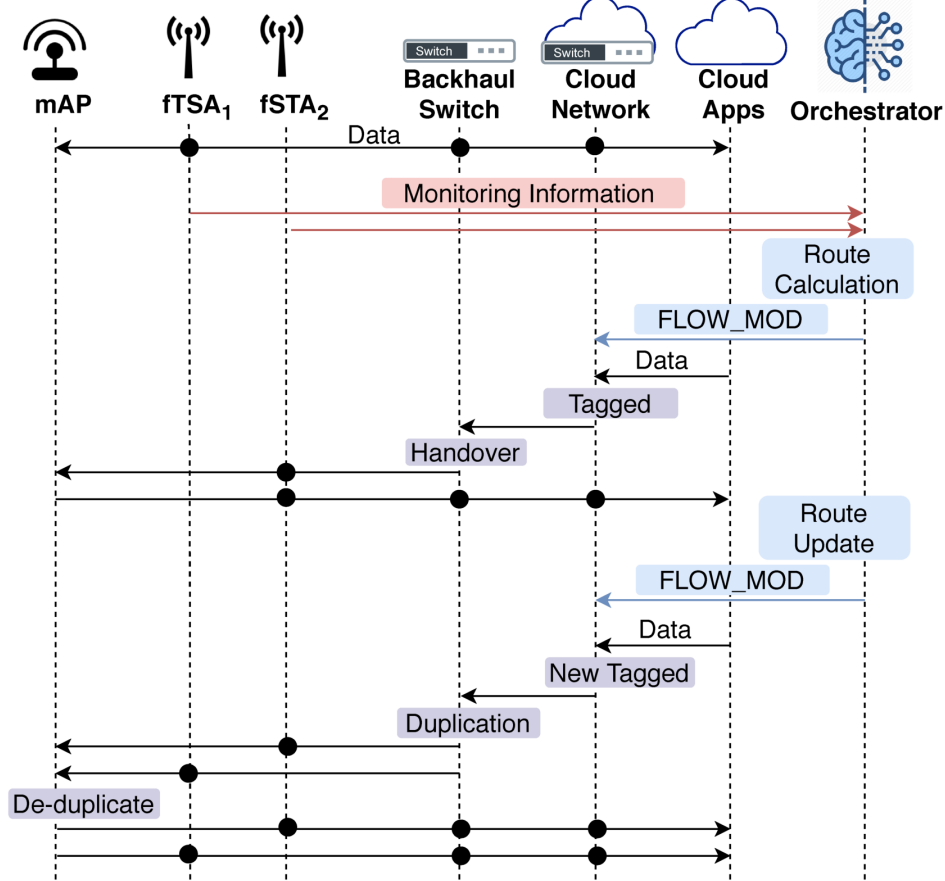 Switch
Switch
mAP
fTSA1
fSTA2
Backhaul
Switch
Cloud
Network
Cloud
Apps
Orchestrator
Data
Monitoring Information
Route
Calculation
FLOW_MOD
Data
Tagged
Handover
Route
Update
FLOW_MOD
Data
New Tagged
Duplication
De-duplicate